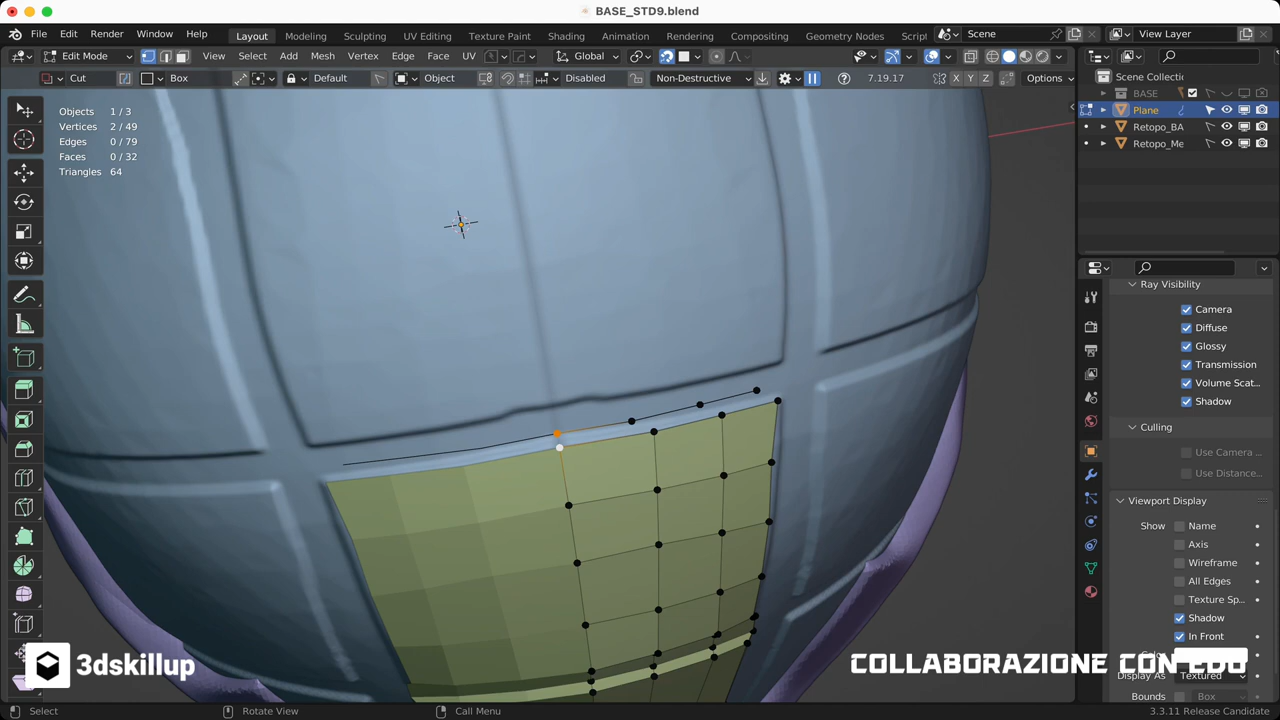 BASE_STD9.blend
File Edit Render Window Help Layout Modeling Sculpting UV Editing Texture Paint Shading Animation Rendering Compositing Geometry Nodes Script Scene View Layer
Edit Mode View Select Add Mesh Vertex Edge Face UV Global
Cut Box Default Object Disabled Non-Destructive 7.19.17 X Y Z Options
Scene Collecti
BASE
Plane
Retopo_BA
Retopo_Me
Objects 1 / 3
Vertices 2 / 49
Edges 0 / 79
Faces 0 / 32
Triangles 64
Ray Visibility
Camera
Diffuse
Glossy
Transmission
Volume Scat...
Shadow
Culling
Use Camera ...
Use Distance...
Viewport Display
Show Name
Axis
Wireframe
All Edges
Texture Sp...
Shadow
In Front
Display As Textured
Bounds Box
3dskillup
COLLABORAZIONE CON EDO
Select Rotate View Call Menu 3.3.11 Release Candidate